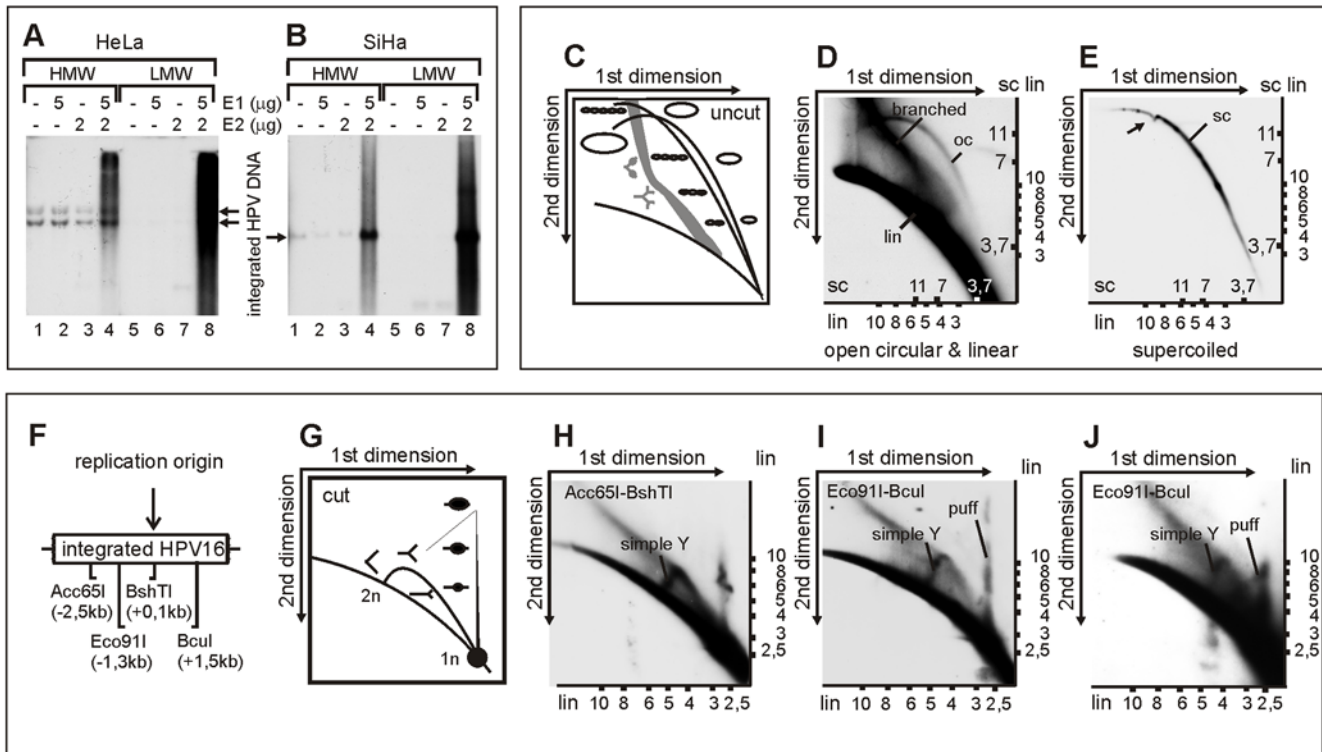 A
HeLa
HMW LMW
- 5 - 5 - 5 - 5 E1 (µg)
- - 2 2 - - 2 2 E2 (µg)
integrated HPV DNA
1 2 3 4 5 6 7 8
B
SiHa
HMW LMW
- 5 - 5 - 5 - 5
- - 2 2 - - 2 2
1 2 3 4 5 6 7 8
C
1st dimension
2nd dimension
uncut
D
1st dimension
2nd dimension
sc lin
branched
oc
lin
11
7
10
8
6
5
4
3,7
3
sc 11 7 3,7
lin 10 8 6 5 4 3
open circular & linear
E
1st dimension
2nd dimension
sc lin
sc
11
7
10
8
6
5
4
3,7
3
sc 11 7 3,7
lin 10 8 6 5 4 3
supercoiled
F
replication origin
integrated HPV16
Acc65I
(-2,5kb)
BshTI
(+0,1kb)
Eco91I
(-1,3kb)
BcuI
(+1,5kb)
G
1st dimension
2nd dimension
cut
2n
1n
H
1st dimension
2nd dimension
lin
Acc65I-BshTI
simple Y
10
8
6
5
4
3
2,5
lin 10 8 6 5 4 3 2,5
I
1st dimension
2nd dimension
lin
Eco91I-BcuI
simple Y
puff
10
8
6
5
4
3
2,5
lin 10 8 6 5 4 3 2,5
J
1st dimension
2nd dimension
lin
Eco91I-BcuI
simple Y
puff
10
8
6
5
4
3
2,5
lin 10 8 6 5 4 3 2,5